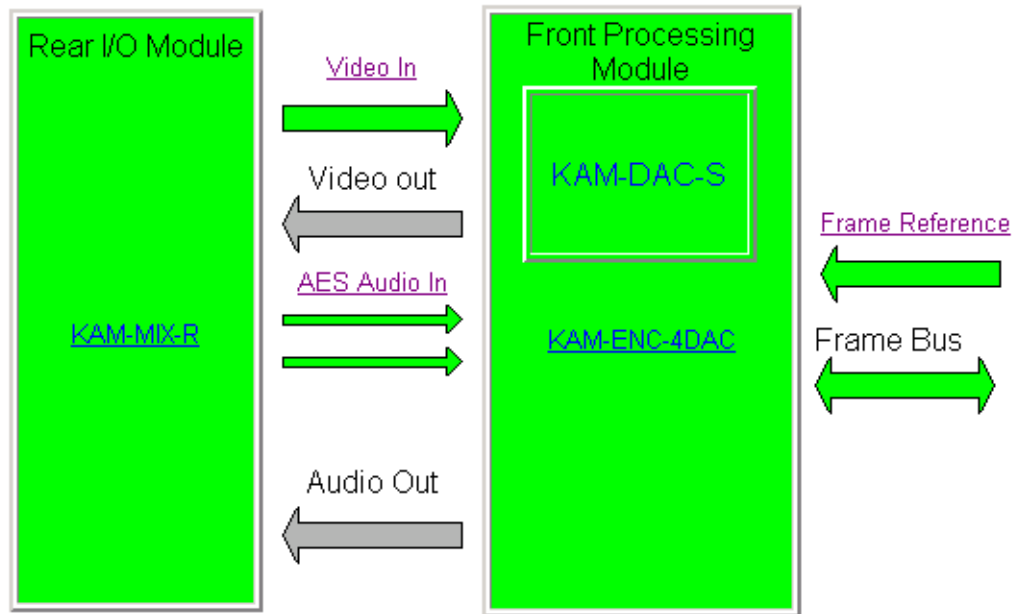 Rear I/O Module
KAM-MIX-R
Video In
Video out
AES Audio In
Audio Out
Front Processing
Module
KAM-DAC-S
KAM-ENC-4DAC
Frame Reference
Frame Bus